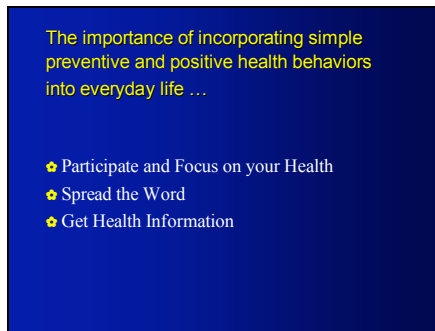 The importance of incorporating simple
preventive and positive health behaviors
into everyday life …
Participate and Focus on your Health
Spread the Word
Get Health Information